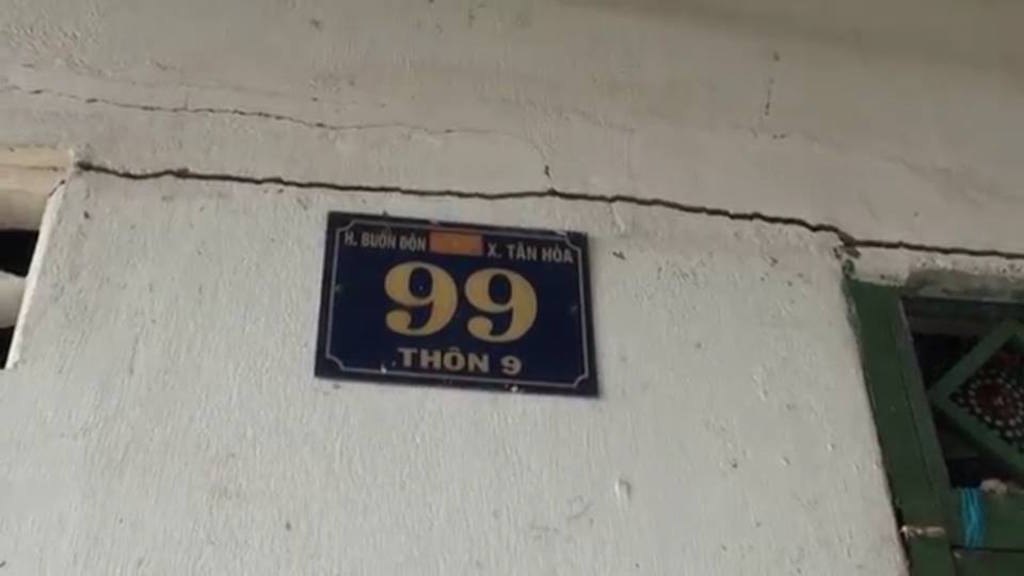 H. BUÔN ĐÔN X. TÂN HÒA
99
THÔN 9